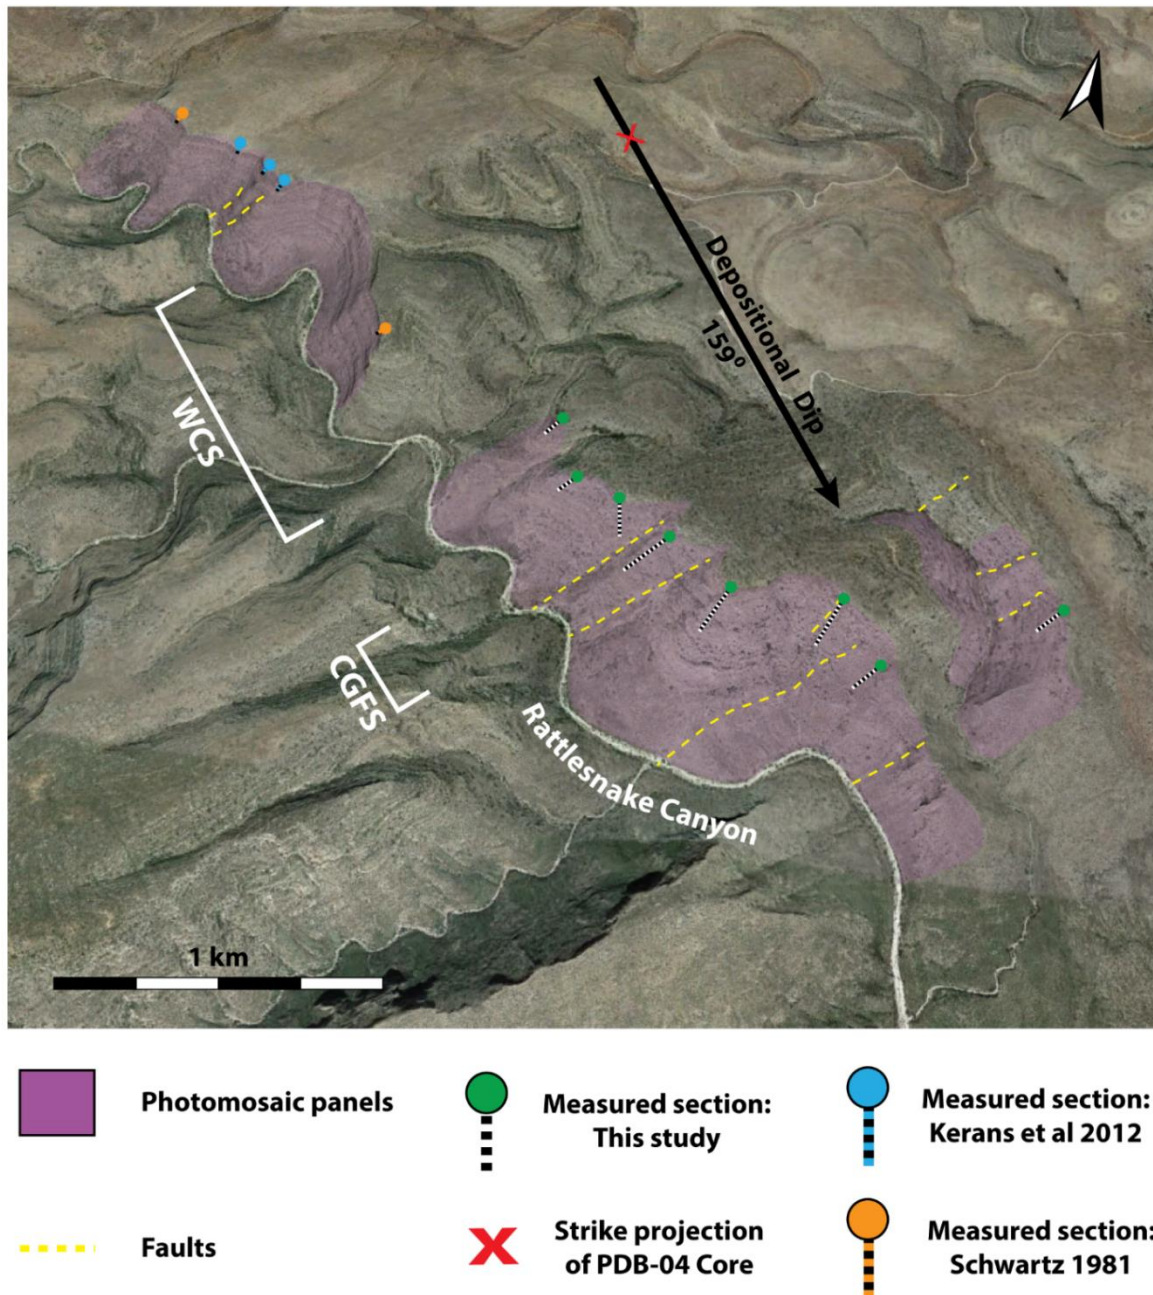 Depositional Dip
159⁰
WCS
CGFS
Rattlesnake Canyon
1 km
Photomosaic panels
Measured section:
This study
Measured section:
Kerans et al 2012
Faults
Strike projection
of PDB-04 Core
Measured section:
Schwartz 1981